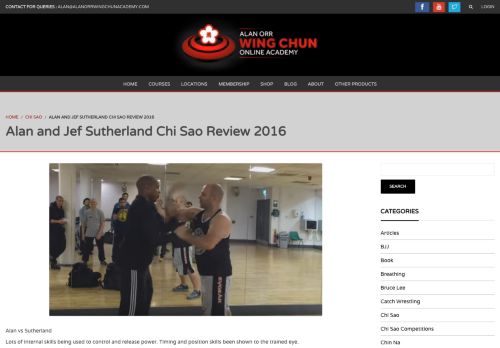 CONTACT FOR QUERIES : ALAN@ALANORRWINGCHUNACADEMY.COM
LOGIN
ALAN ORR
WING CHUN
ONLINE ACADEMY
HOME COURSES LOCATIONS MEMBERSHIP SHOP BLOG ABOUT OTHER PRODUCTS
HOME / CHI SAO / ALAN AND JEF SUTHERLAND CHI SAO REVIEW 2016
Alan and Jef Sutherland Chi Sao Review 2016
SEARCH
CATEGORIES
Articles
BJJ
Book
Breathing
Bruce Lee
Catch Wrestling
Chi Sao
Chi Sao Competitions
Chin Na
Alan vs Sutherland
Lots of internal skills being used to control and release power. Timing and position skills been shown to the trained eye.